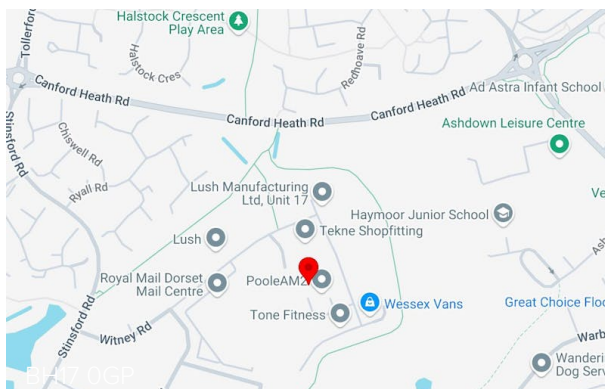 Halstock Crescent
Play Area
Tollerford
Halstock Cres
Redhoave Rd
Canford Heath Rd
Canford Heath Rd
Canford Heath Rd
Ad Astra Infant School
Ashdown Leisure Centre
Stinsford Rd
Chiswell Rd
Ryall Rd
Lush Manufacturing
Ltd, Unit 17
Haymoor Junior School
Tekne Shopfitting
Lush
Royal Mail Dorset
Mail Centre
PooleAM2
Wessex Vans
Great Choice Floo
Tone Fitness
Stinsford Rd
Witney Rd
Warb
Wanderi
Dog Serv
Ve
Ash
BH17 0GP